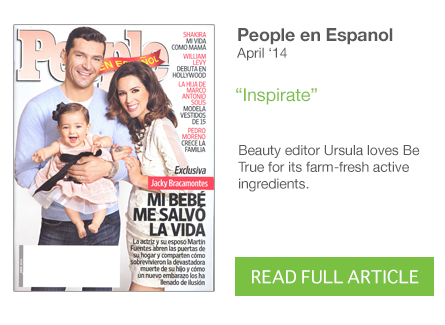 People
EN ESPAÑOL
SHAKIRA
MI VIDA
COMO MAMÁ
WILLIAM
LEVY
DEBUTA EN
HOLLYWOOD
LA HIJA DE
MARCO
ANTONIO
SOLÍS
MODELA
VESTIDOS
DE 15
PEDRO
MORENO
CRECE LA
FAMILIA
Exclusiva
Jacky Bracamontes
MI BEBÉ
ME SALVÓ
LA VIDA
La actriz y su esposo Martín
Fuentes abren las puertas de
su hogar y comparten cómo
sobrevivieron la devastadora
muerte de su hijo y cómo
un nuevo embarazo los ha
llenado de ilusión
People en Espanol
April ‘14
“Inspirate”
Beauty editor Ursula loves Be
True for its farm-fresh active
ingredients.
READ FULL ARTICLE